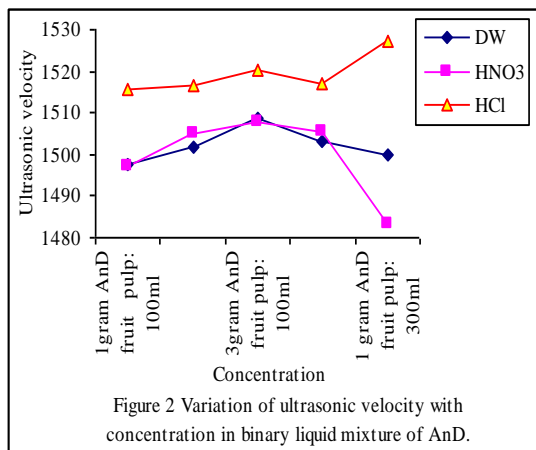 1530
1520
1510
1500
1490
1480
Ultrasonic velocity
DW
HNO3
HCl
1gram AnD
fruit pulp:
100ml
3gram AnD
fruit pulp:
100ml
1 gram AnD
fruit pulp:
300ml
Concentration
Figure 2 Variation of ultrasonic velocity with
concentration in binary liquid mixture of AnD.